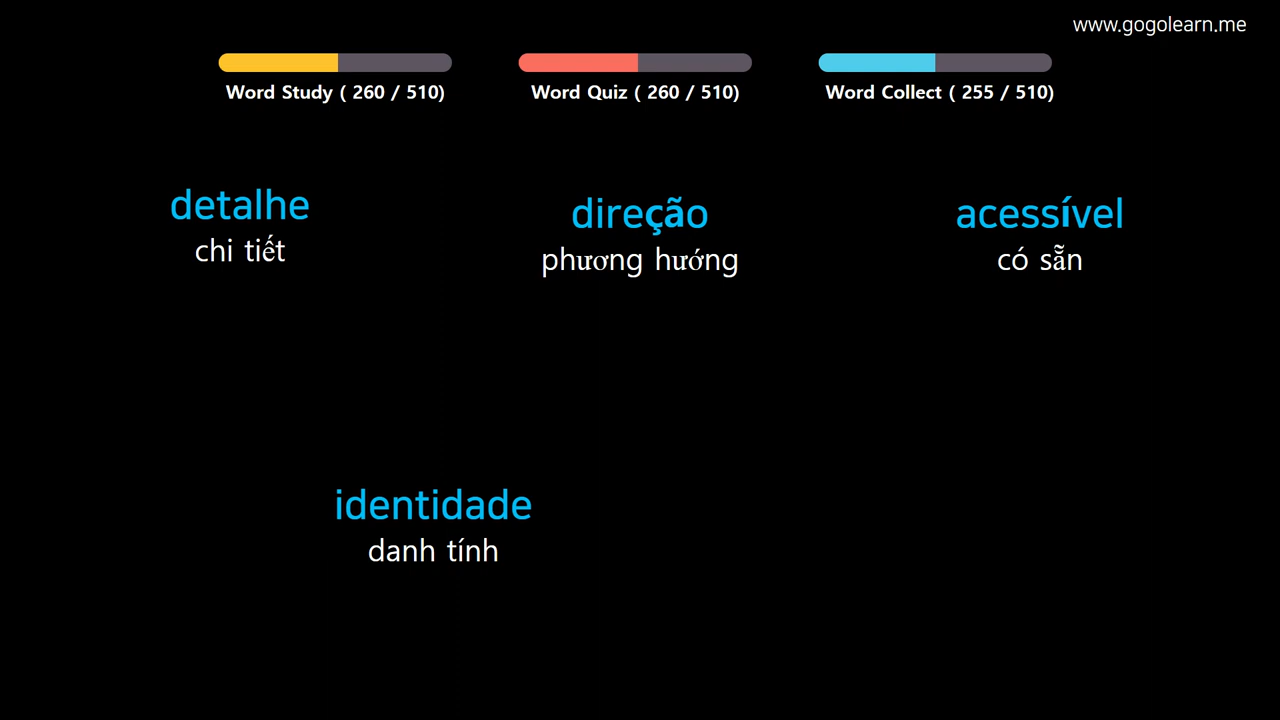 www.gogolearn.me
Word Study ( 260 / 510)
Word Quiz ( 260 / 510)
Word Collect ( 255 / 510)
detalhe
chi tiết
direção
phương hướng
acessível
có sẵn
identidade
danh tính